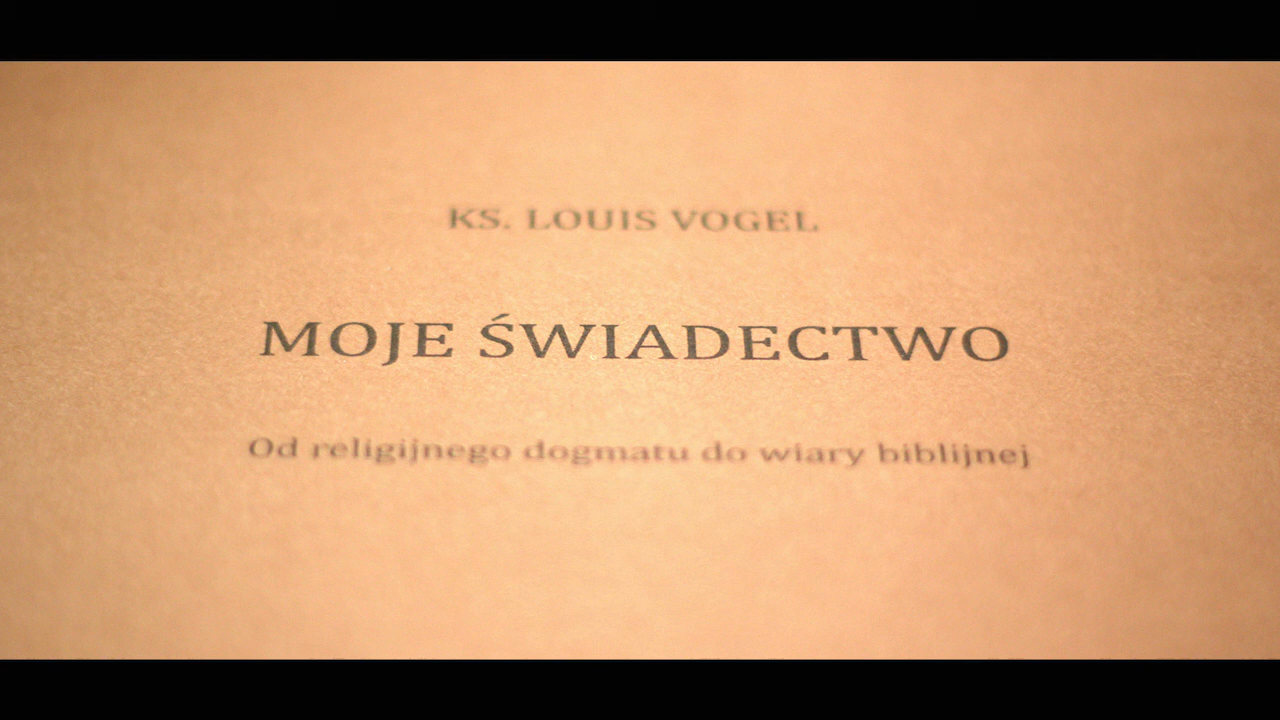 KS. LOUIS VOGEL
MOJE ŚWIADECTWO
Od religijnego dogmatu do wiary biblijnej